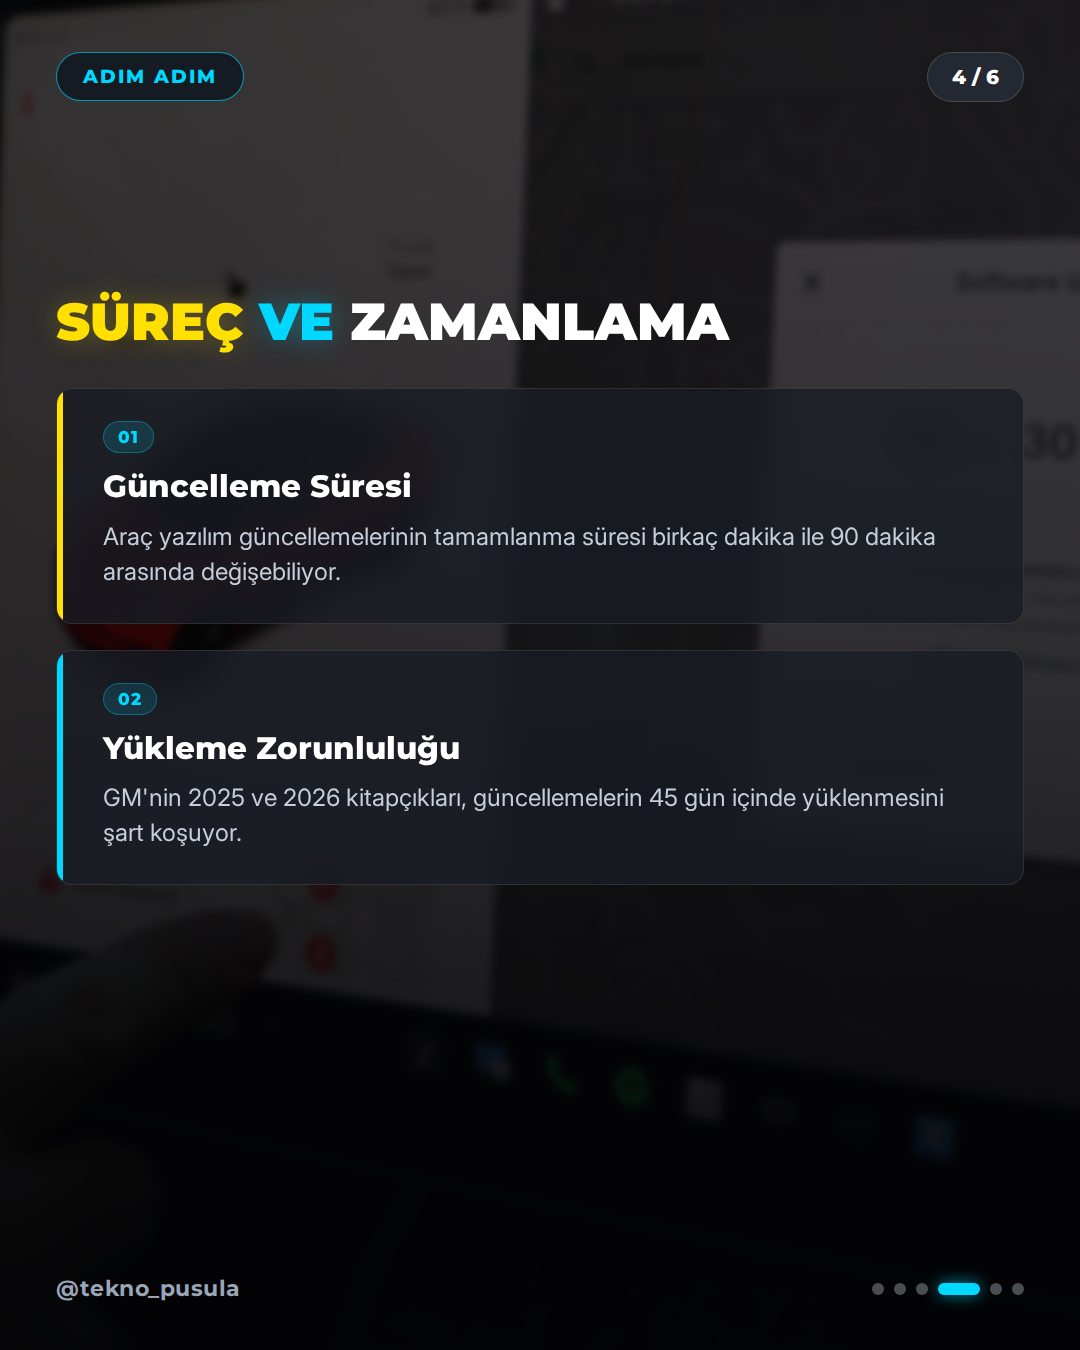 ADIM ADIM
4 / 6
SÜREÇ VE ZAMANLAMA
01
Güncelleme Süresi
Araç yazılım güncellemelerinin tamamlanma süresi birkaç dakika ile 90 dakika
arasında değişebiliyor.
02
Yükleme Zorunluluğu
GM'nin 2025 ve 2026 kitapçıkları, güncellemelerin 45 gün içinde yüklenmesini
şart koşuyor.
@tekno_pusula
Software
30